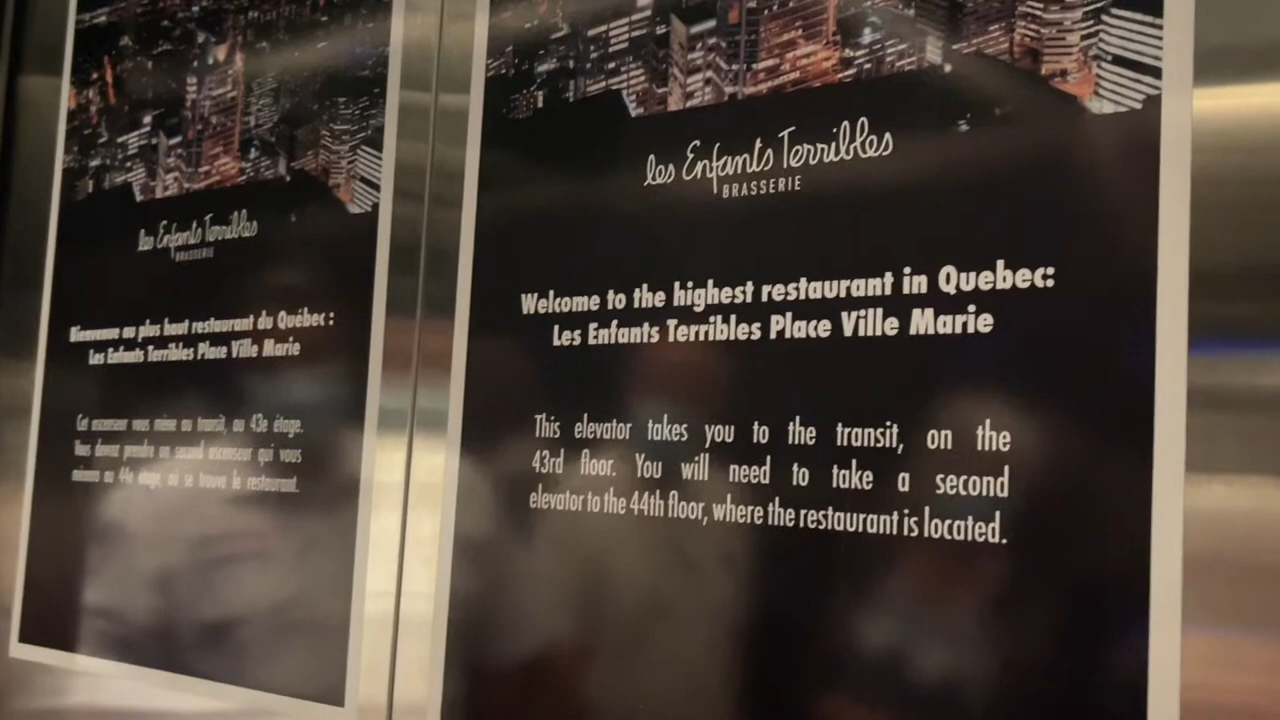 les Enfants Terribles
BRASSERIE
Bienvenue au plus haut restaurant du Québec :
Les Enfants Terribles Place Ville Marie
Cet ascenseur vous mène au transit, au 43e étage.
Vous devrez prendre un second ascenseur qui vous
mènera au 44e étage, où se trouve le restaurant.
les Enfants Terribles
BRASSERIE
Welcome to the highest restaurant in Quebec:
Les Enfants Terribles Place Ville Marie
This elevator takes you to the transit, on the
43rd floor. You will need to take a second
elevator to the 44th floor, where the restaurant is located.